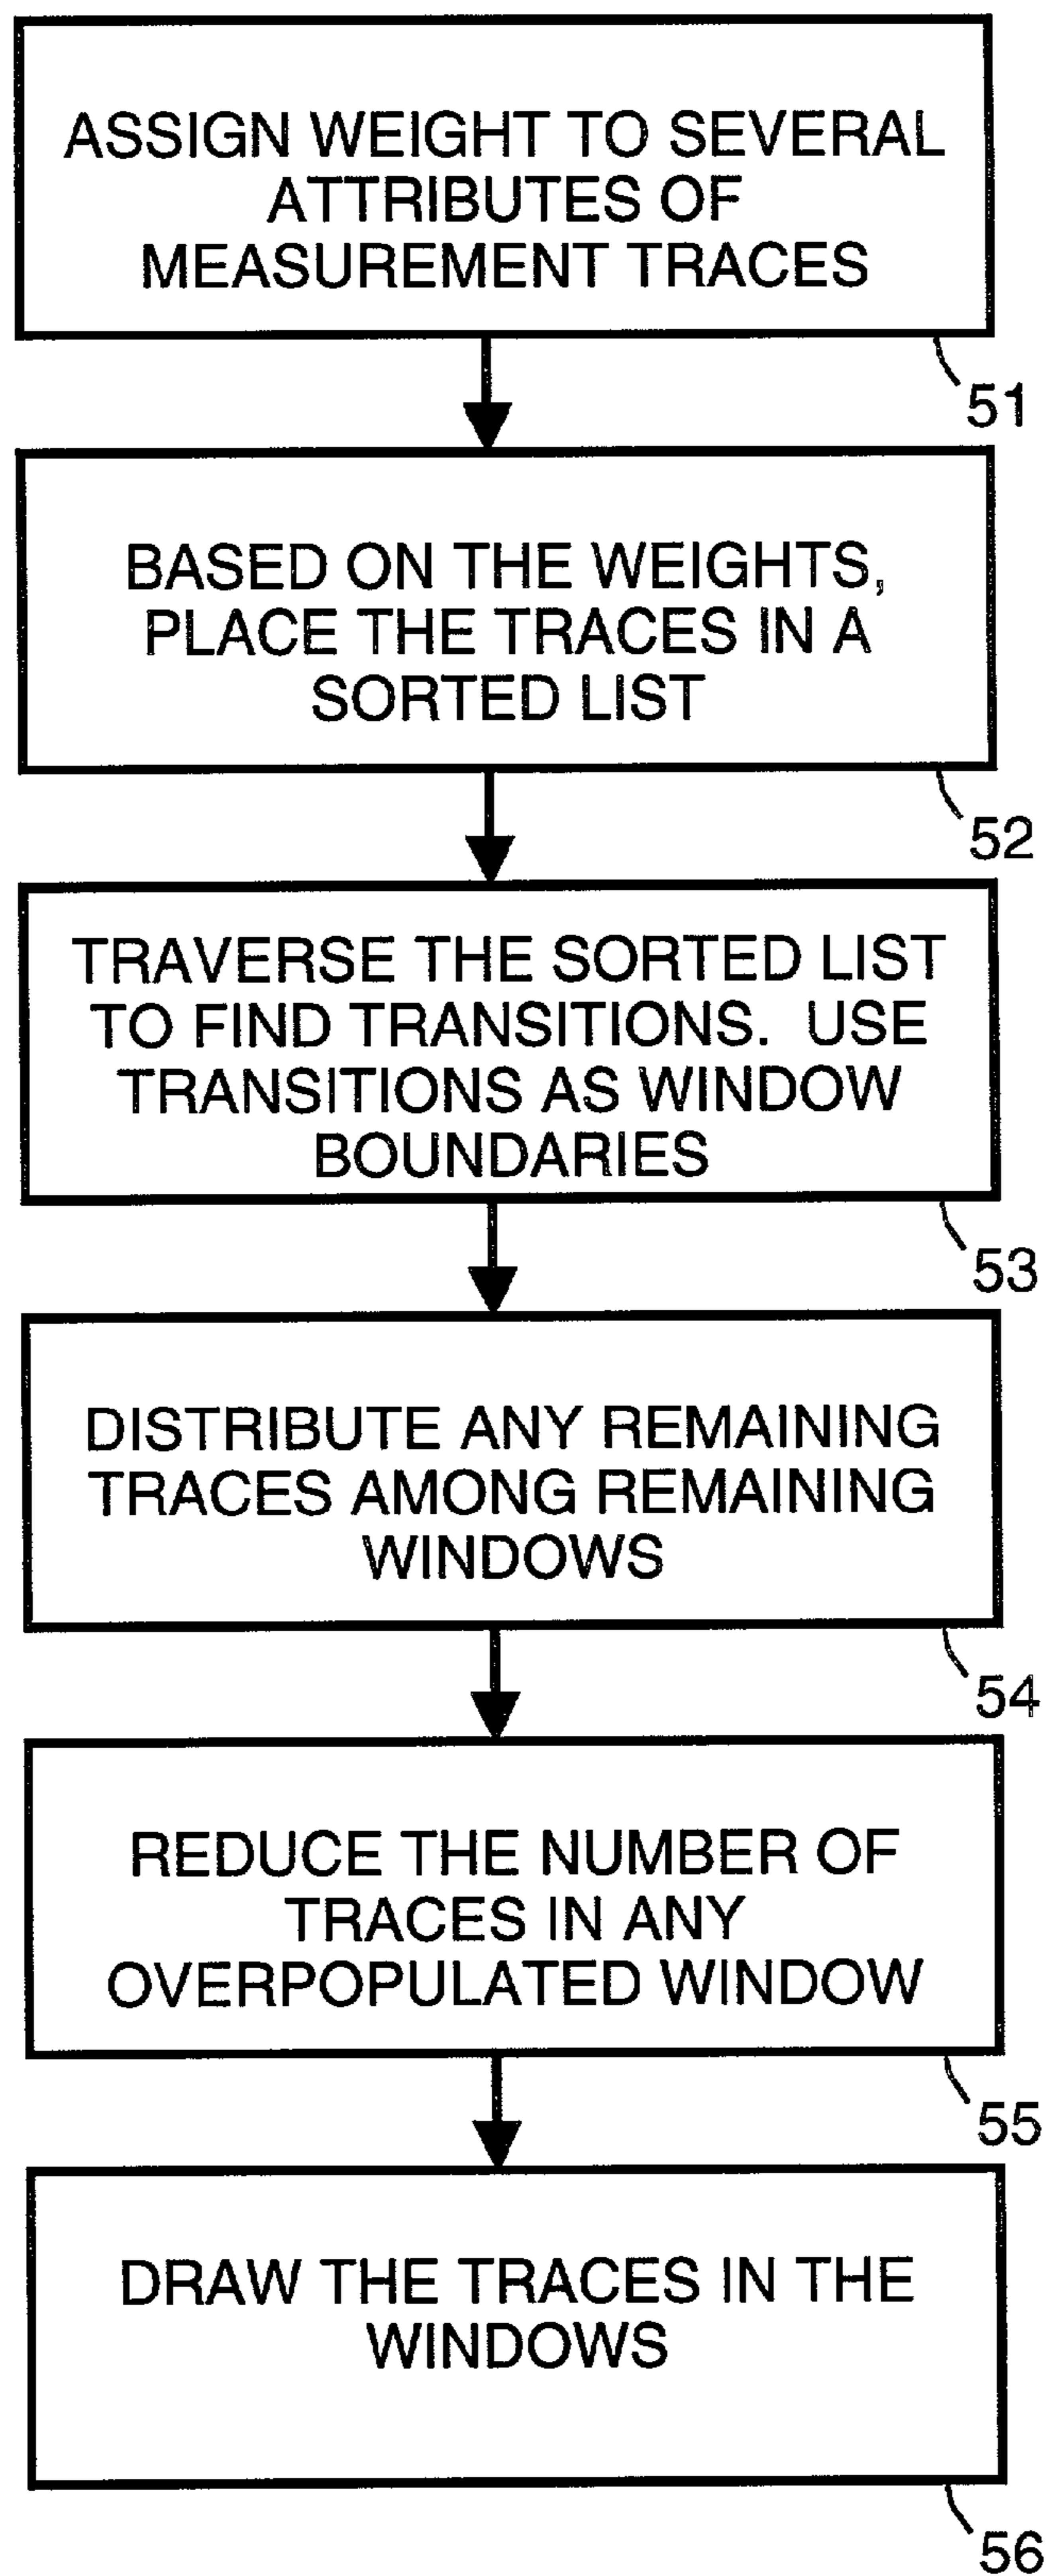 ASSIGN WEIGHT TO SEVERAL
ATTRIBUTES OF
MEASUREMENT TRACES
51
BASED ON THE WEIGHTS,
PLACE THE TRACES IN A
SORTED LIST
52
TRAVERSE THE SORTED LIST
TO FIND TRANSITIONS.  USE
TRANSITIONS AS WINDOW
BOUNDARIES
53
DISTRIBUTE ANY REMAINING
TRACES AMONG REMAINING
WINDOWS
54
REDUCE THE NUMBER OF
TRACES IN ANY
OVERPOPULATED WINDOW
55
DRAW THE TRACES IN THE
WINDOWS
56